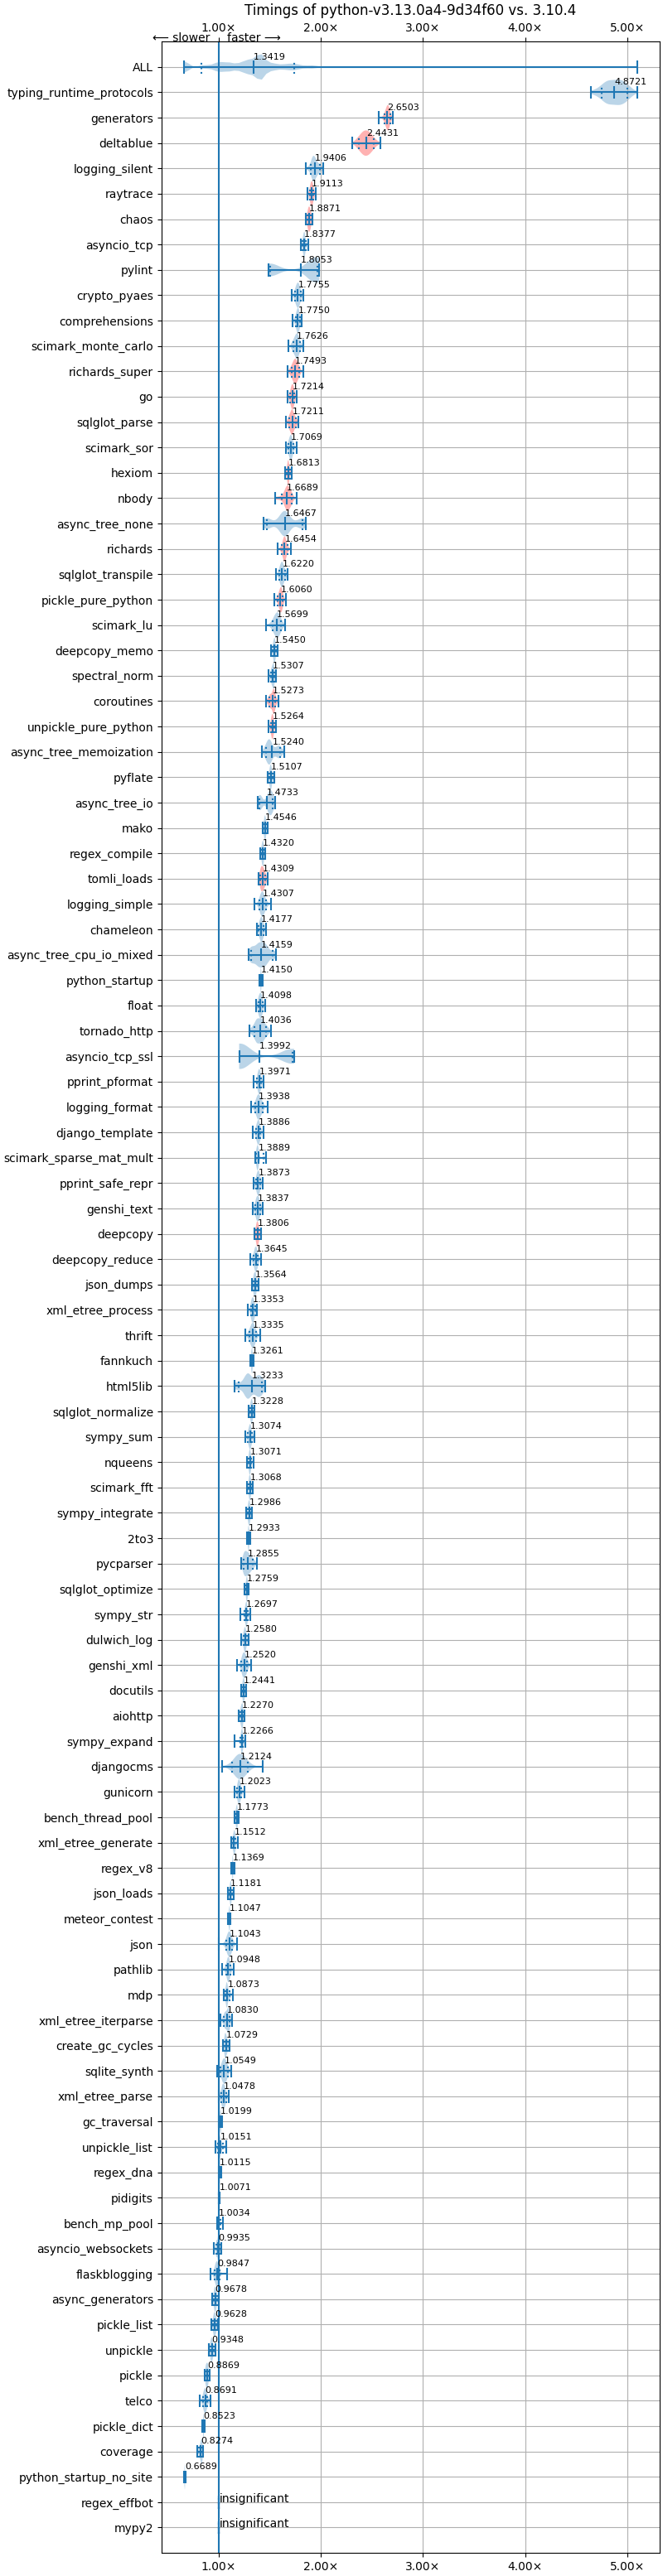 Timings of python-v3.13.0a4-9d34f60 vs. 3.10.4
1.00× 2.00× 3.00× 4.00× 5.00×
⟵ slower faster ⟶
ALL 1.3419
typing_runtime_protocols 4.8721
generators 2.6503
deltablue 2.4431
logging_silent 1.9406
raytrace 1.9113
chaos 1.8871
asyncio_tcp 1.8377
pylint 1.8053
crypto_pyaes 1.7755
comprehensions 1.7750
scimark_monte_carlo 1.7626
richards_super 1.7493
go 1.7214
sqlglot_parse 1.7211
scimark_sor 1.7069
hexiom 1.6813
nbody 1.6689
async_tree_none 1.6467
richards 1.6454
sqlglot_transpile 1.6220
pickle_pure_python 1.6060
scimark_lu 1.5699
deepcopy_memo 1.5450
spectral_norm 1.5307
coroutines 1.5273
unpickle_pure_python 1.5264
async_tree_memoization 1.5240
pyflate 1.5107
async_tree_io 1.4733
mako 1.4546
regex_compile 1.4320
tomli_loads 1.4309
logging_simple 1.4307
chameleon 1.4177
async_tree_cpu_io_mixed 1.4159
python_startup 1.4150
float 1.4098
tornado_http 1.4036
asyncio_tcp_ssl 1.3992
pprint_pformat 1.3971
logging_format 1.3938
django_template 1.3886
scimark_sparse_mat_mult 1.3889
pprint_safe_repr 1.3873
genshi_text 1.3837
deepcopy 1.3806
deepcopy_reduce 1.3645
json_dumps 1.3564
xml_etree_process 1.3353
thrift 1.3335
fannkuch 1.3261
html5lib 1.3233
sqlglot_normalize 1.3228
sympy_sum 1.3074
nqueens 1.3071
scimark_fft 1.3068
sympy_integrate 1.2986
2to3 1.2933
pycparser 1.2855
sqlglot_optimize 1.2759
sympy_str 1.2697
dulwich_log 1.2580
genshi_xml 1.2520
docutils 1.2441
aiohttp 1.2270
sympy_expand 1.2266
djangocms 1.2124
gunicorn 1.2023
bench_thread_pool 1.1773
xml_etree_generate 1.1512
regex_v8 1.1369
json_loads 1.1181
meteor_contest 1.1047
json 1.1043
pathlib 1.0948
mdp 1.0873
xml_etree_iterparse 1.0830
create_gc_cycles 1.0729
sqlite_synth 1.0549
xml_etree_parse 1.0478
gc_traversal 1.0199
unpickle_list 1.0151
regex_dna 1.0115
pidigits 1.0071
bench_mp_pool 1.0034
asyncio_websockets 0.9935
flaskblogging 0.9847
async_generators 0.9678
pickle_list 0.9628
unpickle 0.9348
pickle 0.8869
telco 0.8691
pickle_dict 0.8523
coverage 0.8274
python_startup_no_site 0.6689
regex_effbot insignificant
mypy2 insignificant
1.00× 2.00× 3.00× 4.00× 5.00×